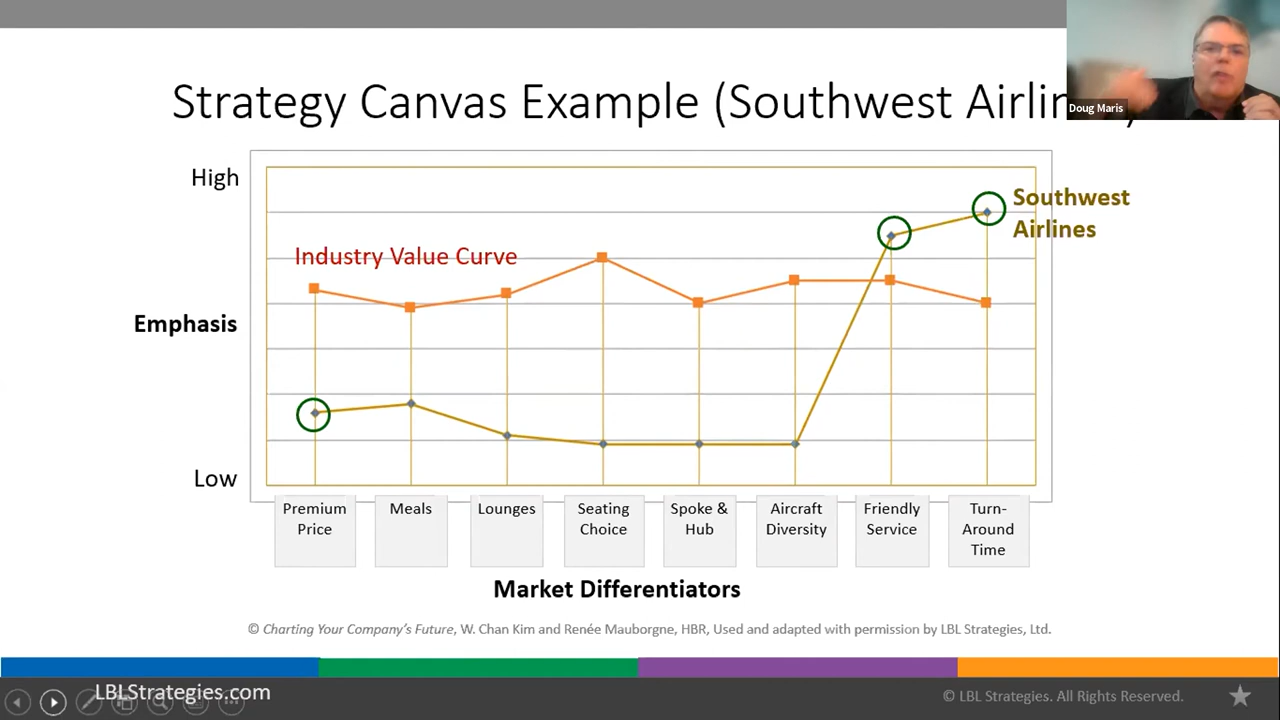 Strategy Canvas Example (Southwest
Doug Maris
High
Southwest
Airlines
Industry Value Curve
Emphasis
Low
Premium
Price
Meals
Lounges
Seating
Choice
Spoke &
Hub
Aircraft
Diversity
Friendly
Service
Turn-
Around
Time
Market Differentiators
© Charting Your Company's Future, W. Chan Kim and Renée Mauborgne, HBR, Used and adapted with permission by LBL Strategies, Ltd.
LBLStrategies.com
© LBL Strategies. All Rights Reserved.